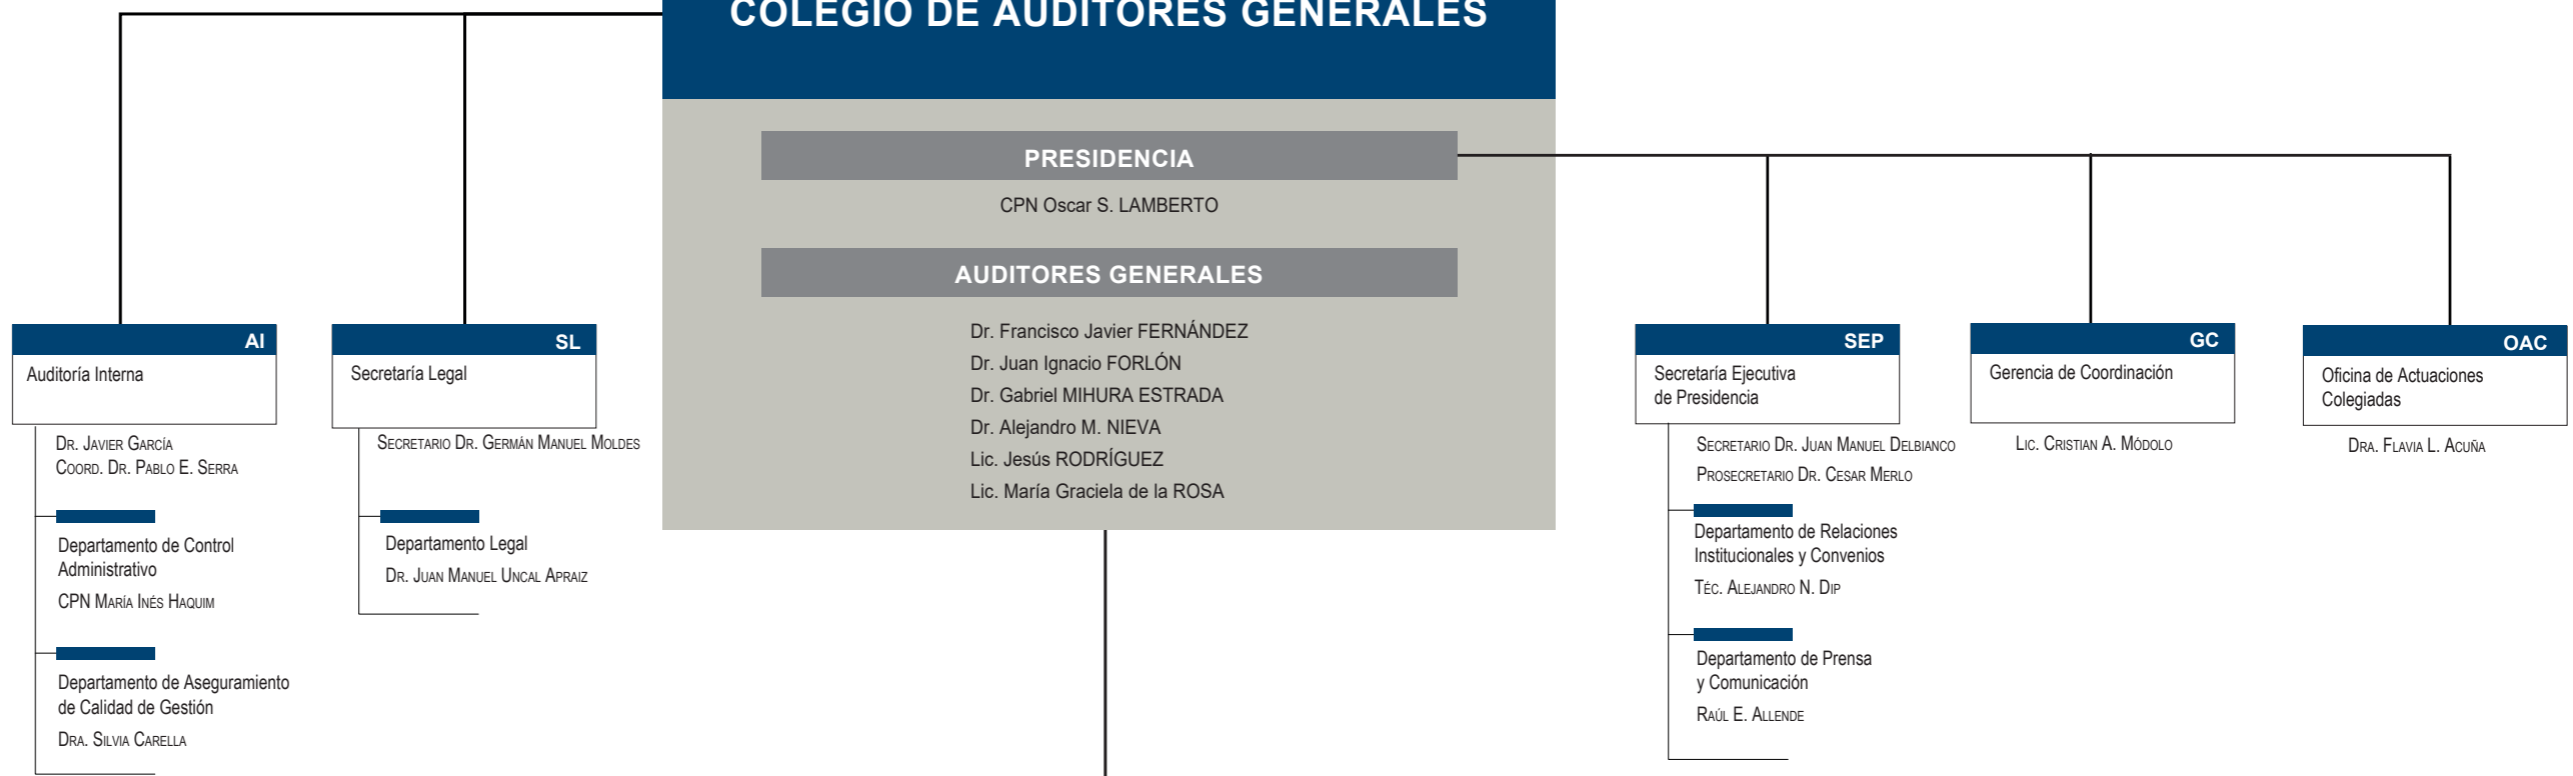 COLEGIO DE AUDITORES GENERALES
PRESIDENCIA
CPN Oscar S. LAMBERTO
AUDITORES GENERALES
Dr. Francisco Javier FERNÁNDEZ
Dr. Juan Ignacio FORLÓN
Dr. Gabriel MIHURA ESTRADA
Dr. Alejandro M. NIEVA
Lic. Jesús RODRÍGUEZ
Lic. María Graciela de la ROSA
AI
Auditoría Interna
Dr. Javier García
Coord. Dr. Pablo E. Serra
Departamento de Control
Administrativo
CPN María Inés Haquim
Departamento de Aseguramiento
de Calidad de Gestión
Dra. Silvia Carella
SL
Secretaría Legal
Secretario Dr. Germán Manuel Moldes
Departamento Legal
Dr. Juan Manuel Uncal Apraiz
SEP
Secretaría Ejecutiva
de Presidencia
Secretario Dr. Juan Manuel Delbianco
Prosecretario Dr. Cesar Merlo
Departamento de Relaciones
Institucionales y Convenios
Téc. Alejandro N. Dip
Departamento de Prensa
y Comunicación
Raúl E. Allende
GC
Gerencia de Coordinación
Lic. Cristian A. Módolo
OAC
Oficina de Actuaciones
Colegiadas
Dra. Flavia L. Acuña